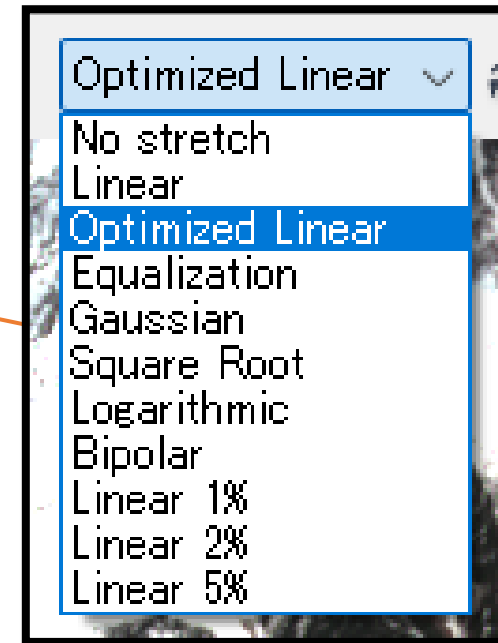 Optimized Linear
No stretch
Linear
Optimized Linear
Equalization
Gaussian
Square Root
Logarithmic
Bipolar
Linear 1%
Linear 2%
Linear 5%